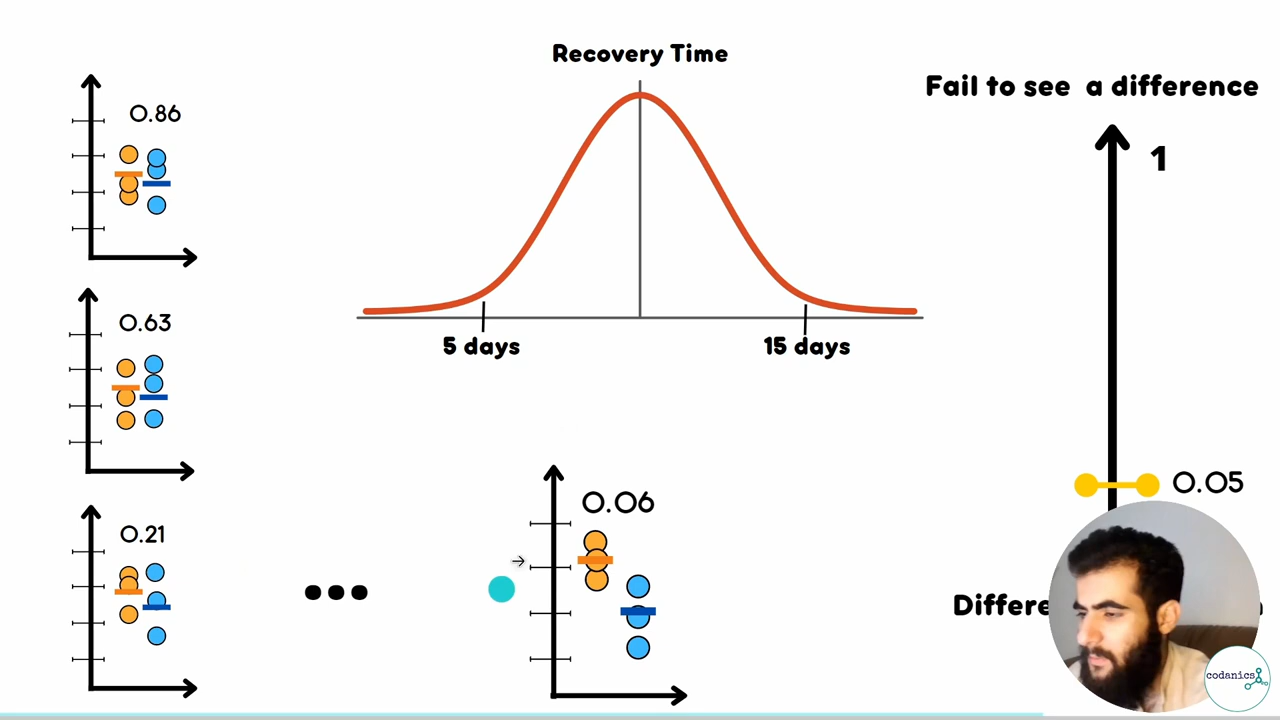 Recovery Time
Fail to see a difference
1
0.86
5 days
15 days
0.63
0.05
0.06
0.21
codanics